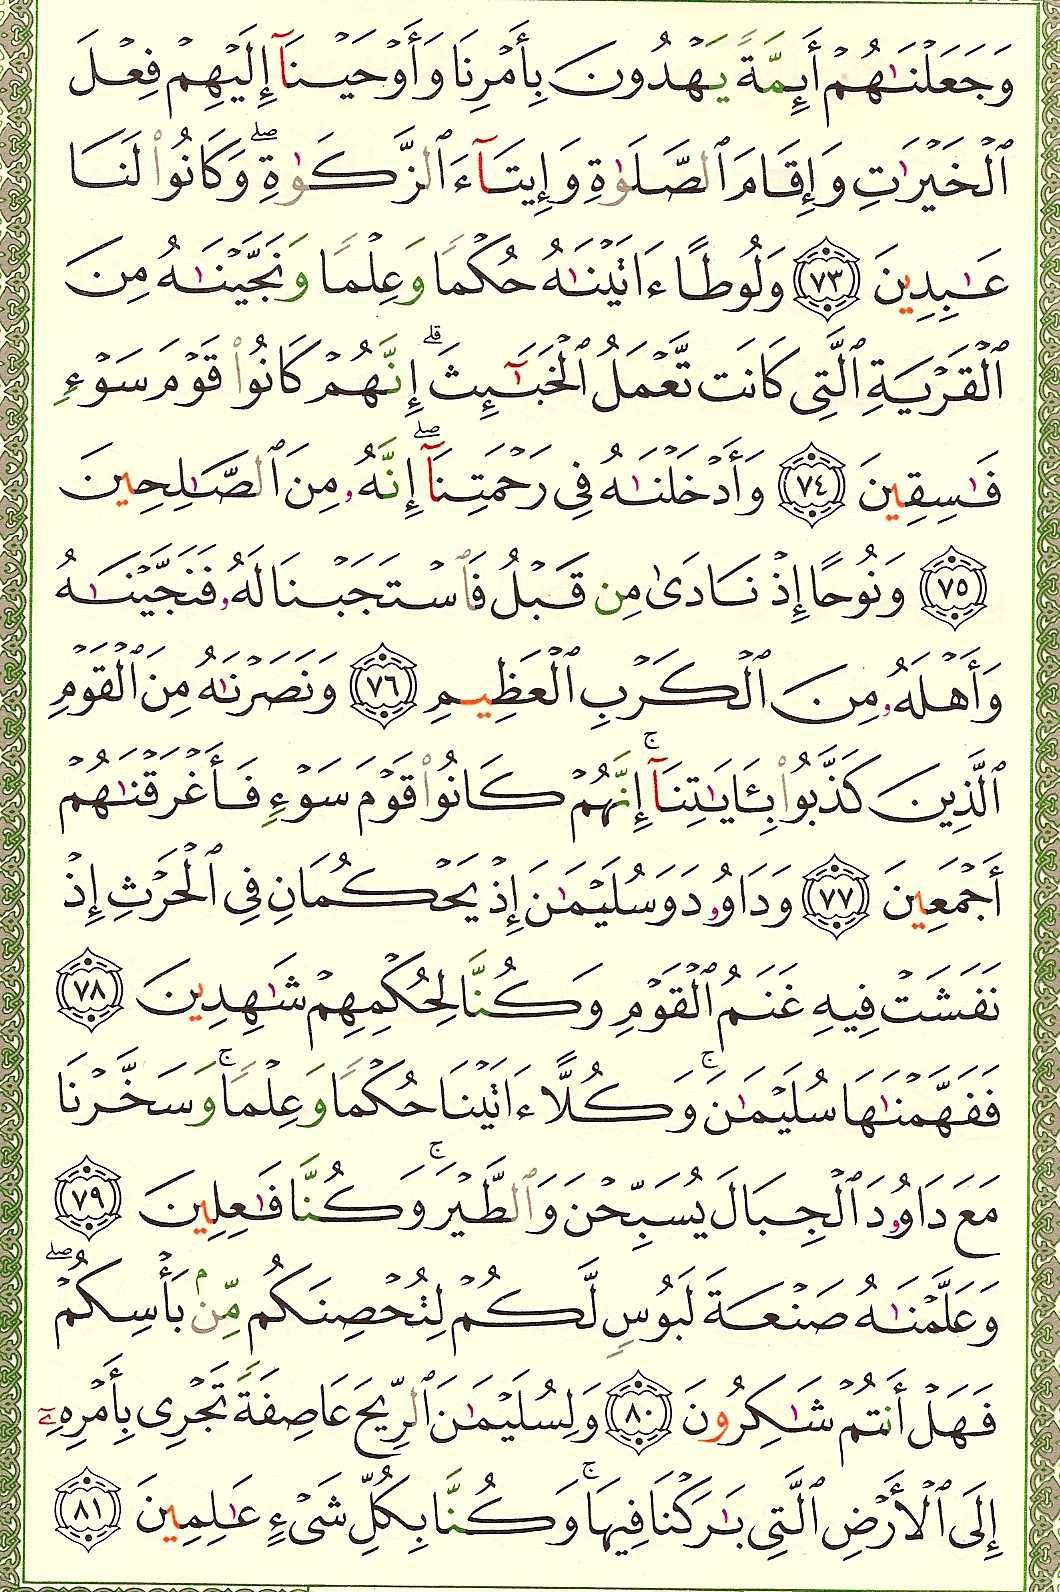 وَجَعَلْنَٰهُمْ أَئِمَّةً يَهْدُونَ بِأَمْرِنَا وَأَوْحَيْنَآ إِلَيْهِمْ فِعْلَ
ٱلْخَيْرَٰتِ وَإِقَامَ ٱلصَّلَوٰةِ وَإِيتَآءَ ٱلزَّكَوٰةِ ۖ وَكَانُوا۟ لَنَا
عَٰبِدِينَ ٧٣ وَلُوطًا ءَاتَيْنَٰهُ حُكْمًا وَعِلْمًا وَنَجَّيْنَٰهُ مِنَ
ٱلْقَرْيَةِ ٱلَّتِى كَانَت تَّعْمَلُ ٱلْخَبَٰٓئِثَ ۗ إِنَّهُمْ كَانُوا۟ قَوْمَ سَوْءٍ
فَٰسِقِينَ ٧٤ وَأَدْخَلْنَٰهُ فِى رَحْمَتِنَآ ۖ إِنَّهُۥ مِنَ ٱلصَّٰلِحِينَ
٧٥ وَنُوحًا إِذْ نَادَىٰ مِن قَبْلُ فَٱسْتَجَبْنَا لَهُۥ فَنَجَّيْنَٰهُ
وَأَهْلَهُۥ مِنَ ٱلْكَرْبِ ٱلْعَظِيمِ ٧٦ وَنَصَرْنَٰهُ مِنَ ٱلْقَوْمِ
ٱلَّذِينَ كَذَّبُوا۟ بِـَٔايَٰتِنَآ ۚ إِنَّهُمْ كَانُوا۟ قَوْمَ سَوْءٍ فَأَغْرَقْنَٰهُمْ
أَجْمَعِينَ ٧٧ وَدَاوُۥدَ وَسُلَيْمَٰنَ إِذْ يَحْكُمَانِ فِى ٱلْحَرْثِ إِذْ
نَفَشَتْ فِيهِ غَنَمُ ٱلْقَوْمِ وَكُنَّا لِحُكْمِهِمْ شَٰهِدِينَ ٧٨
فَفَهَّمْنَٰهَا سُلَيْمَٰنَ ۚ وَكُلًّا ءَاتَيْنَا حُكْمًا وَعِلْمًا ۚ وَسَخَّرْنَا
مَعَ دَاوُۥدَ ٱلْجِبَالَ يُسَبِّحْنَ وَٱلطَّيْرَ ۚ وَكُنَّا فَٰعِلِينَ ٧٩
وَعَلَّمْنَٰهُ صَنْعَةَ لَبُوسٍ لَّكُمْ لِتُحْصِنَكُم مِّنۢ بَأْسِكُمْ ۖ
فَهَلْ أَنتُمْ شَٰكِرُونَ ٨٠ وَلِسُلَيْمَٰنَ ٱلرِّيحَ عَاصِفَةً تَجْرِى بِأَمْرِهِۦٓ
إِلَى ٱلْأَرْضِ ٱلَّتِى بَٰرَكْنَا فِيهَا ۚ وَكُنَّا بِكُلِّ شَىْءٍ عَٰلِمِينَ ٨١